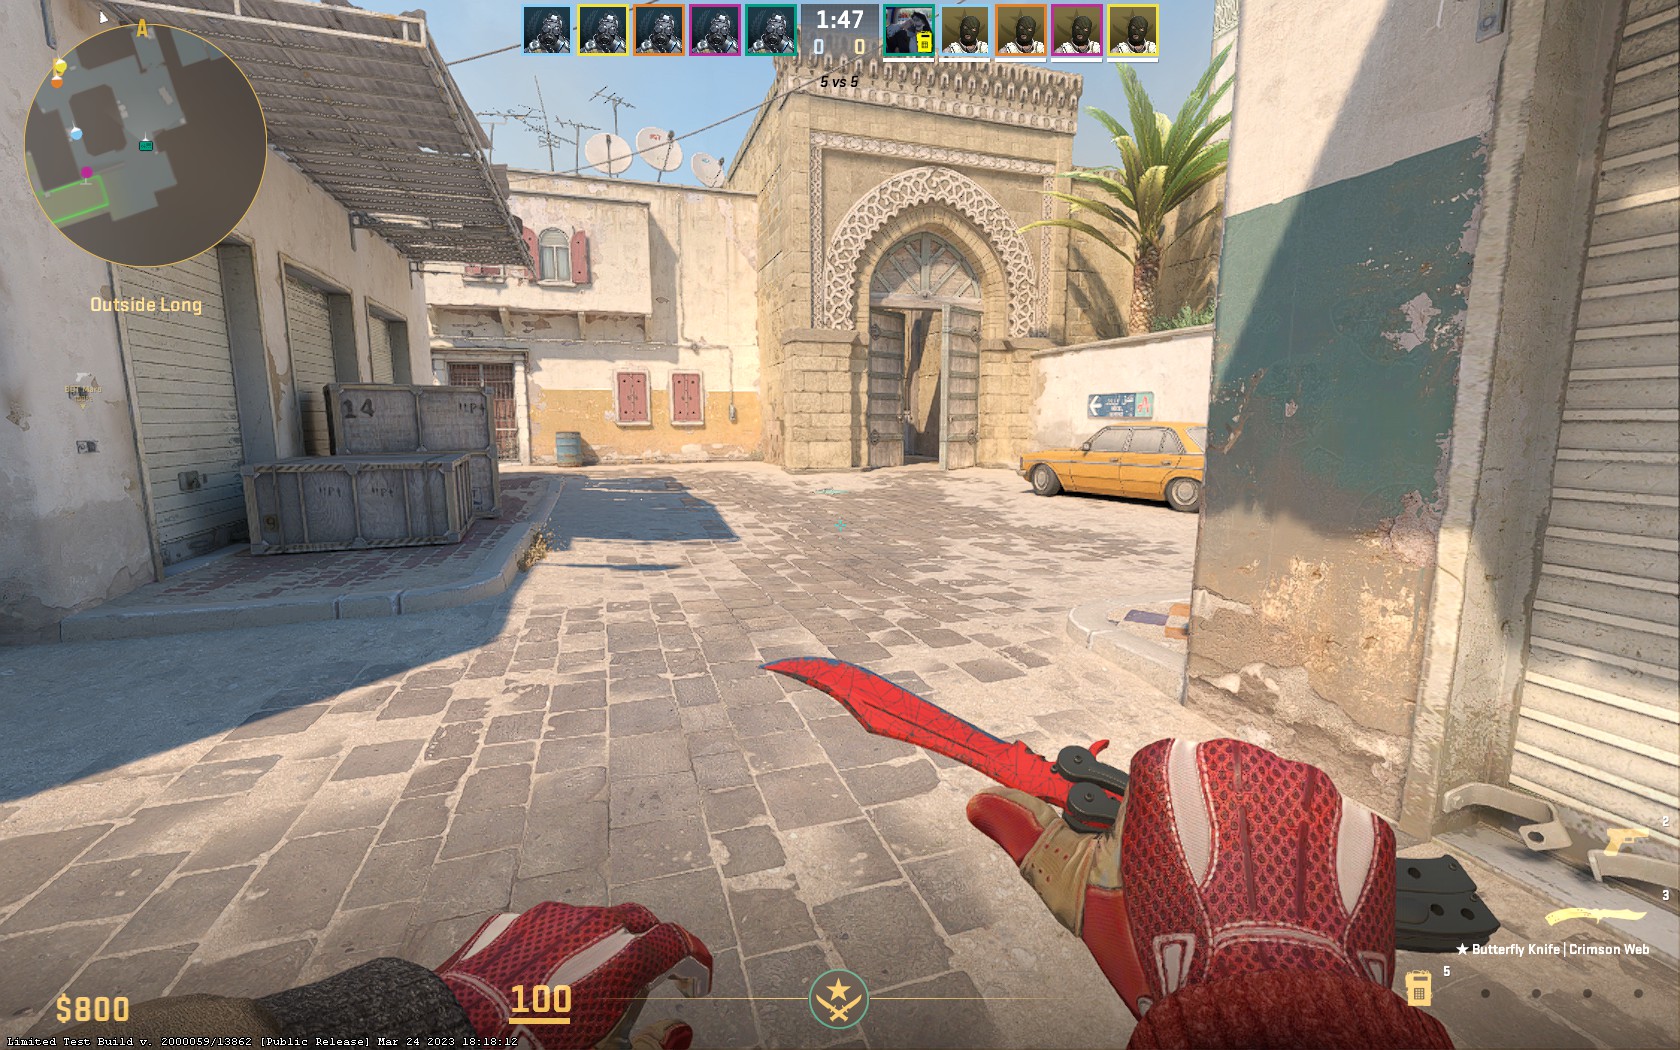 A
1:47
0 0
5 vs 5
Outside Long
14
9
2
3
★ Butterfly Knife | Crimson Web
5
$800
100
Limited Test Build v. 2000059/13862 [Public Release] Mar 24 2023 18:18:12